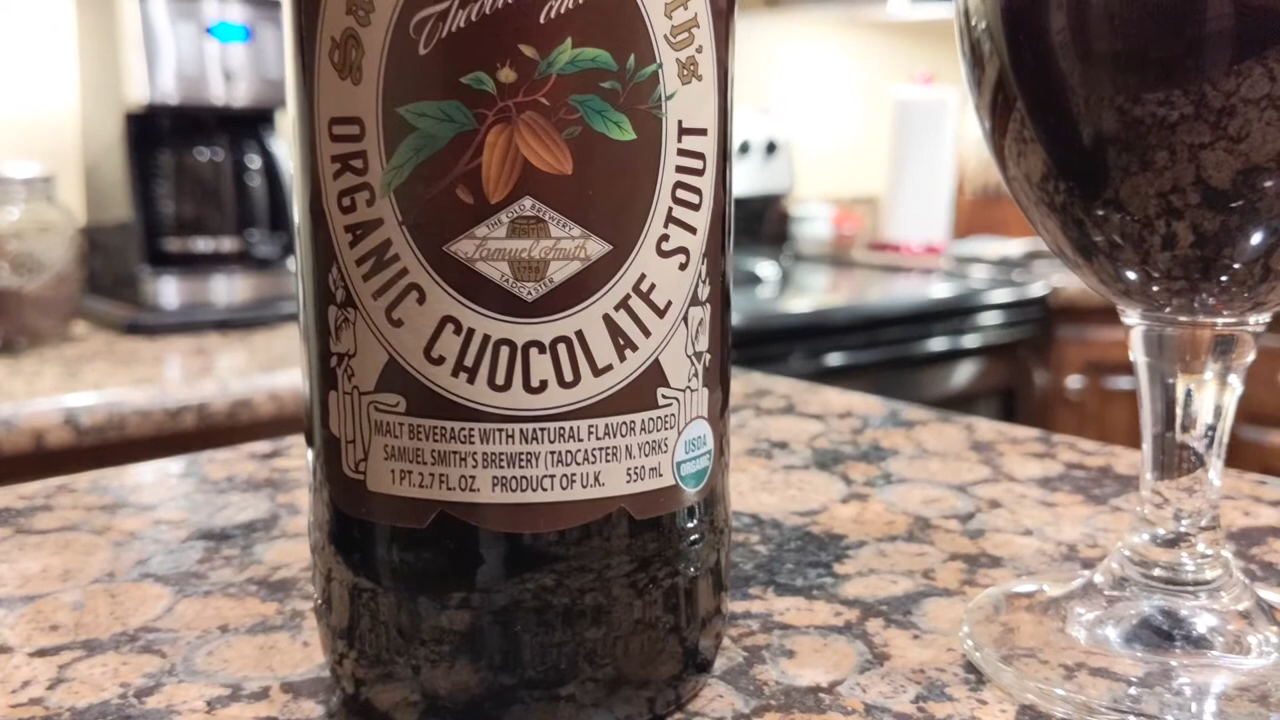 ORGANIC CHOCOLATE STOUT
THE OLD BREWERY
ESTD
Samuel Smith
1758
TADCASTER
MALT BEVERAGE WITH NATURAL FLAVOR ADDED
SAMUEL SMITH'S BREWERY (TADCASTER) N. YORKS
1 PT. 2.7 FL. OZ. PRODUCT OF U.K. 550 mL
USDA
ORGANIC